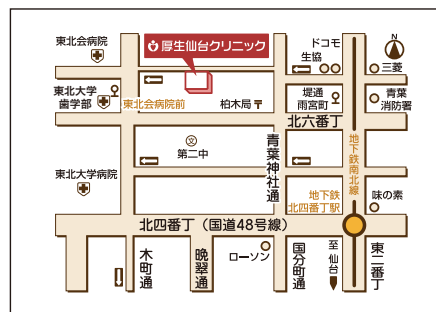 東北会病院
厚生仙台クリニック
ドコモ
生協
N
三菱
東北大学
歯学部
東北会病院前
柏木局〒
堤通
雨宮町
青葉
消防署
北六番丁
文
第二中
青葉神社通
地下鉄南北線
東北大学病院
地下鉄
北四番丁駅
味の素
北四番丁（国道48号線）
木町通
晩翠通
ローソン
国分町通
至仙台
東二番丁